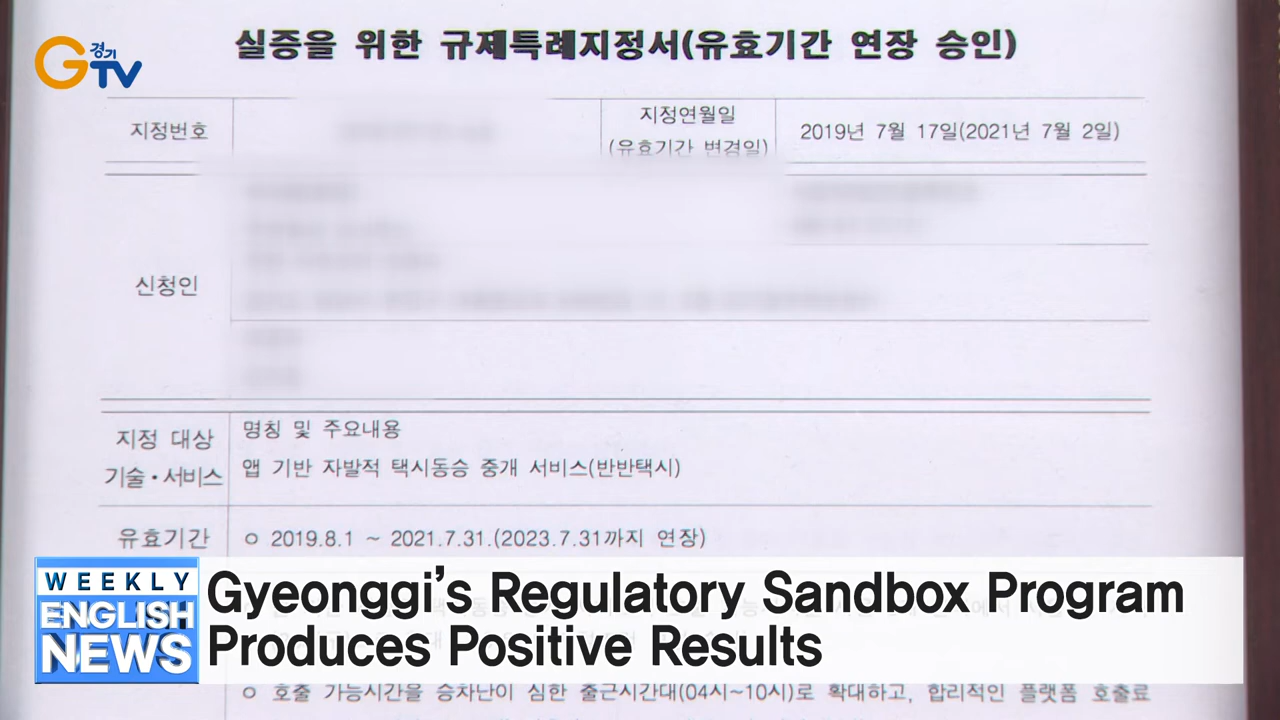 경기
GTV
실증을 위한 규제특례지정서(유효기간 연장 승인)
지정번호
지정연월일
(유효기간 변경일)
2019년 7월 17일(2021년 7월 2일)
신청인
지정 대상
기술·서비스
명칭 및 주요내용
앱 기반 자발적 택시동승 중개 서비스(반반택시)
유효기간
ㅇ 2019.8.1 ~ 2021.7.31.(2023.7.31까지 연장)
WEEKLY
ENGLISH
NEWS
Gyeonggi's Regulatory Sandbox Program
Produces Positive Results
ㅇ 호출 가능시간을 승차난이 심한 출근시간대(04시~10시)로 확대하고, 합리적인 플랫폼 호출료